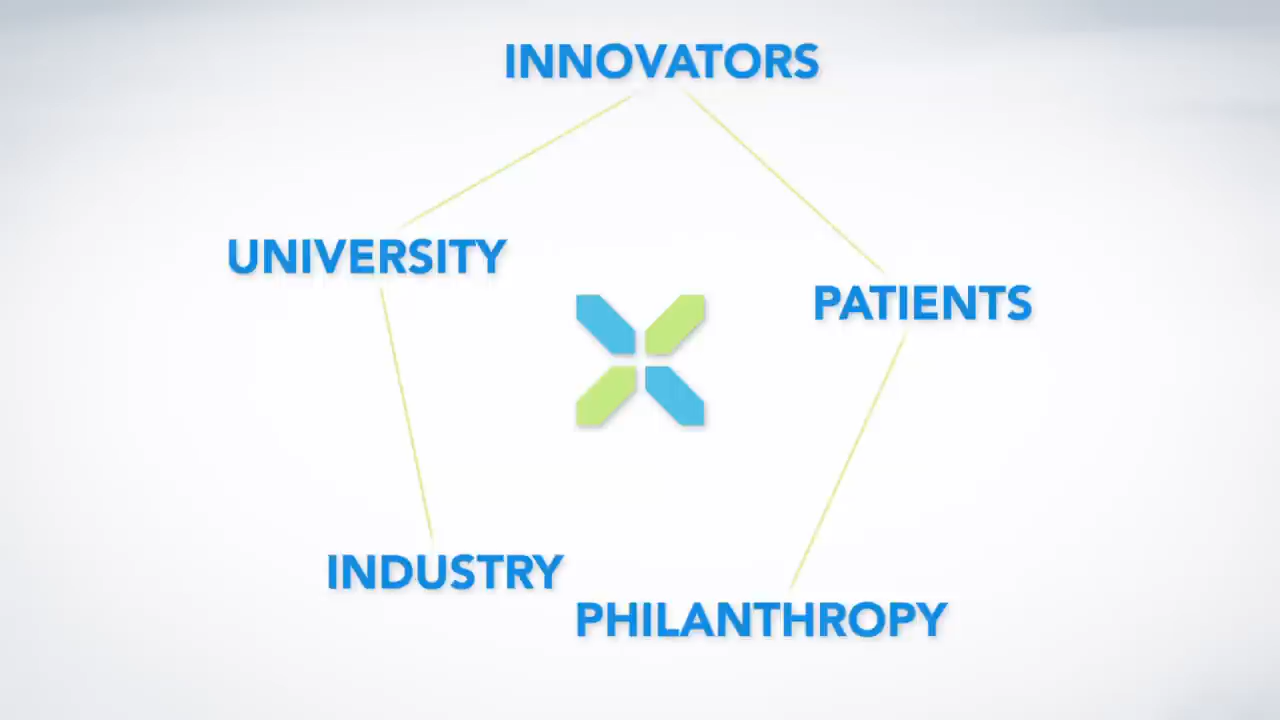 INNOVATORS
UNIVERSITY
PATIENTS
INDUSTRY
PHILANTHROPY